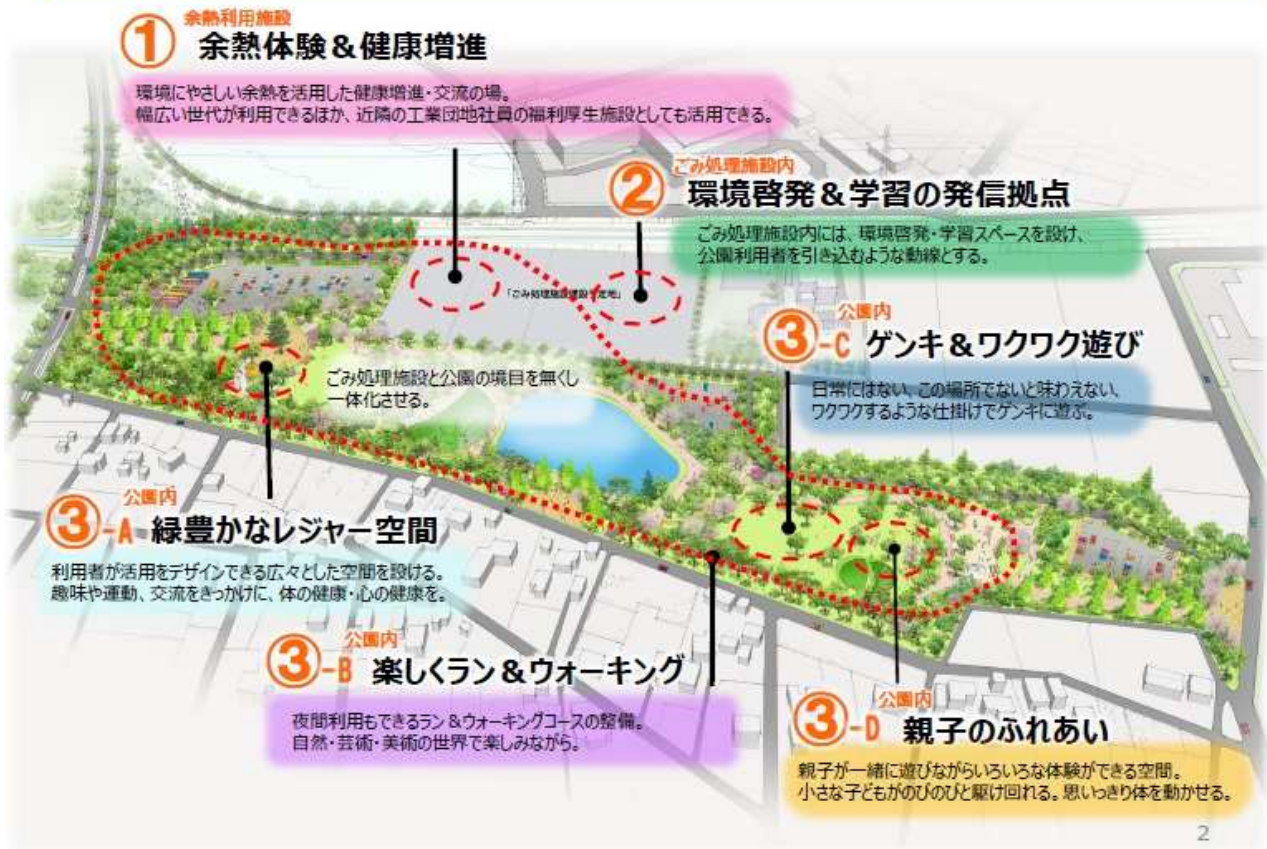 余熱利用施設
① 余熱体験&健康増進
環境にやさしい余熱を活用した健康増進・交流の場。
幅広い世代が利用できるほか、近隣の工業団地社員の福利厚生施設としても活用できる。
ごみ処理施設内
② 環境啓発&学習の発信拠点
ごみ処理施設内には、環境啓発・学習スペースを設け、
公園利用者を引き込むような動線とする。
「ごみ処理施設建設予定地」
公園内
③-C ゲンキ&ワクワク遊び
日常にはない、この場所でないと味わえない、
ワクワクするような仕掛けでゲンキに遊ぶ。
ごみ処理施設と公園の境目を無くし
一体化させる。
公園内
③-A 緑豊かなレジャー空間
利用者が活用をデザインできる広々とした空間を設ける。
趣味や運動、交流をきっかけに、体の健康・心の健康を。
公園内
③-B 楽しくラン&ウォーキング
夜間利用もできるラン&ウォーキングコースの整備。
自然・芸術・美術の世界で楽しみながら。
公園内
③-D 親子のふれあい
親子が一緒に遊びながらいろいろな体験ができる空間。
小さな子どもがのびのびと駆け回れる。思いっきり体を動かせる。
2